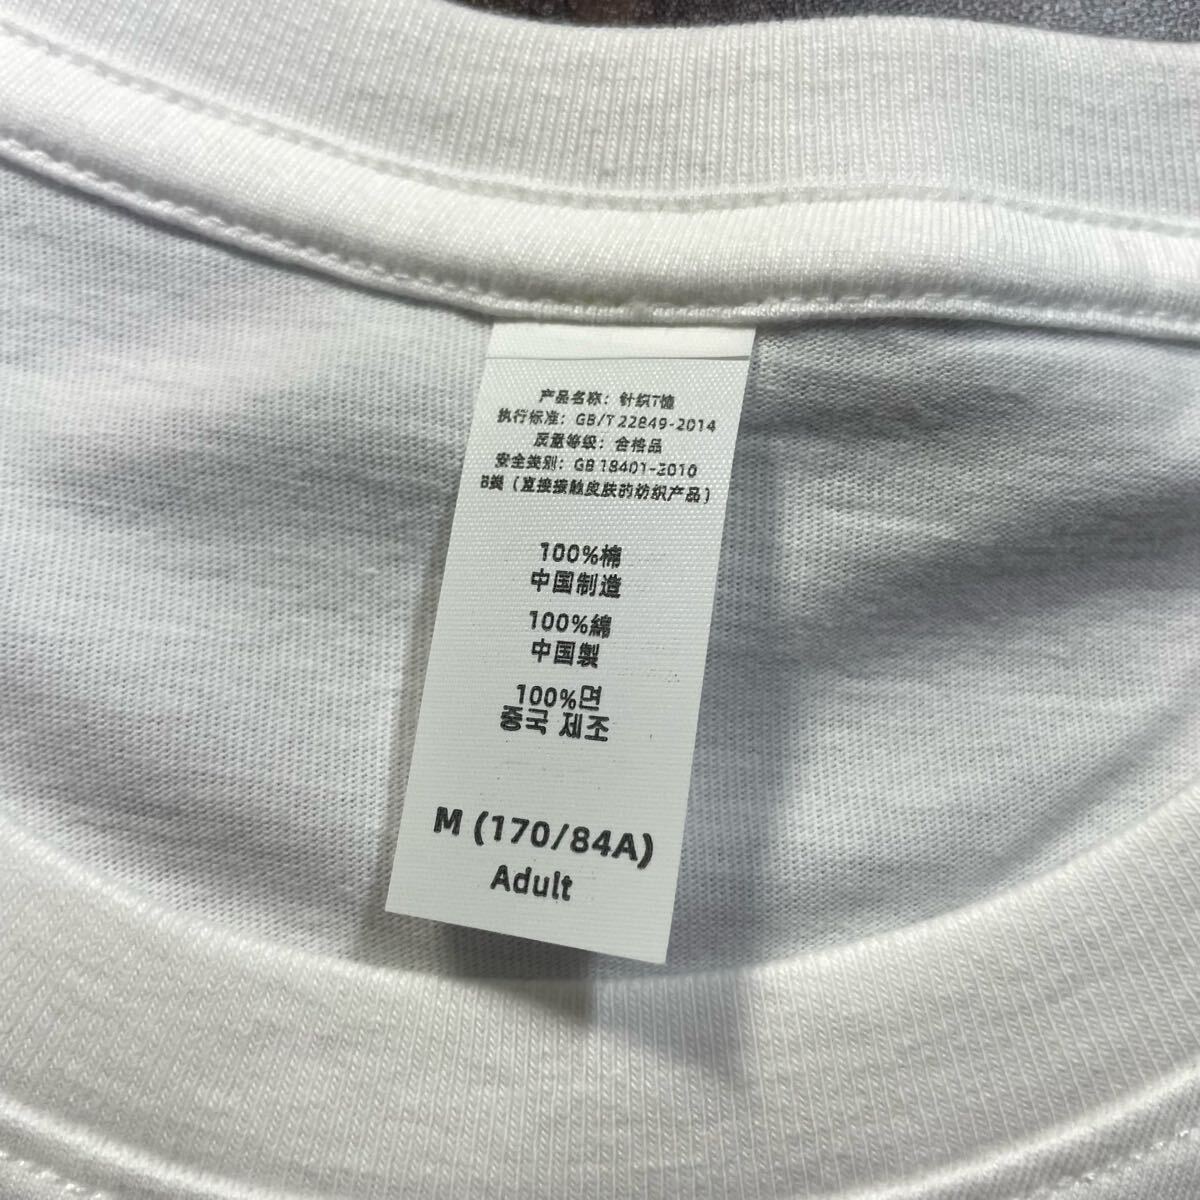 产品名称：针织T恤
执行标准：GB/T 22849-2014
质量等级：合格品
安全类别：GB 18401-2010
B类（直接接触皮肤的纺织产品）
100%棉
中国制造
100%綿
中国製
100%면
중국 제조
M (170/84A)
Adult